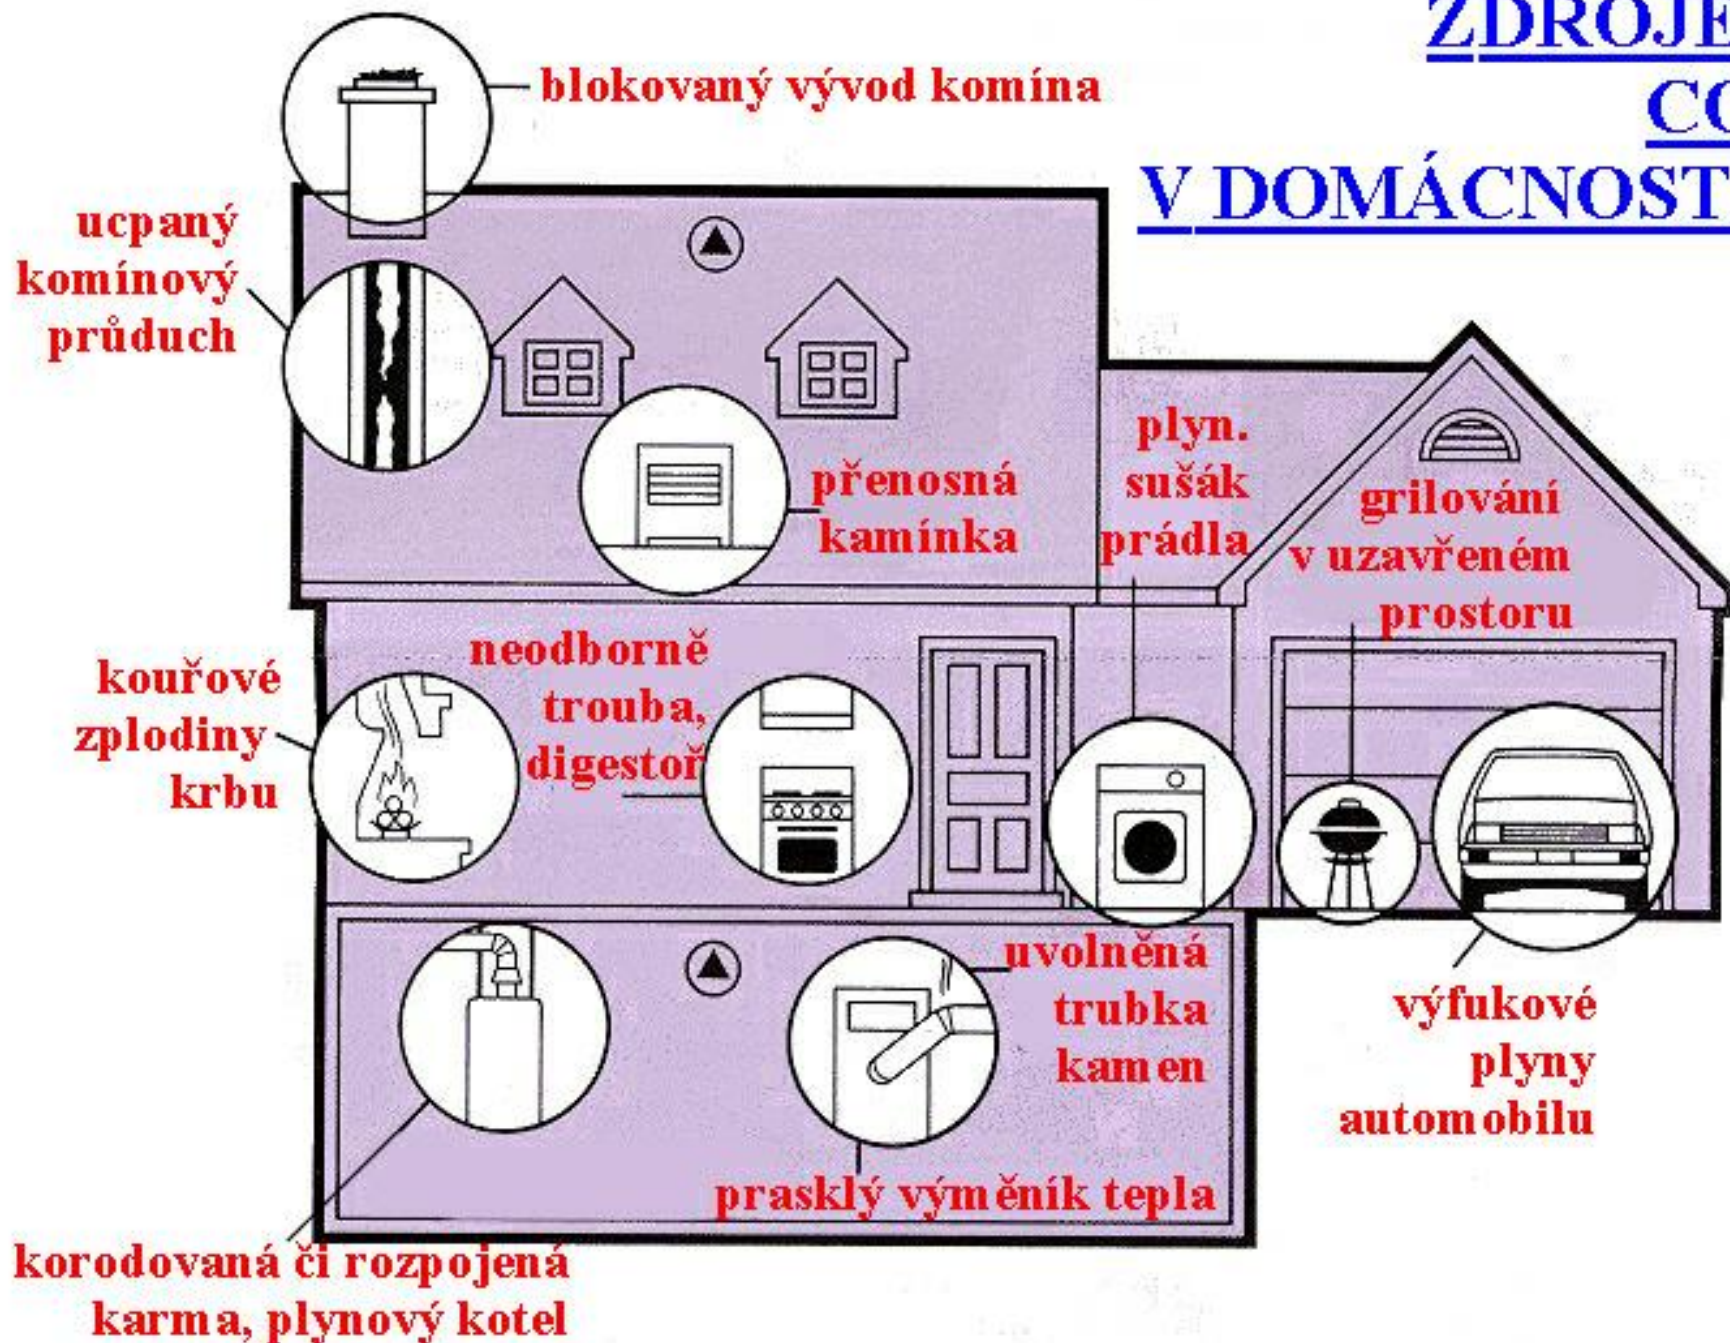 ZDROJE
CO
V DOMÁCNOST
blokovaný vývod komína
ucpaný
komínový
průduch
přenosná
kamínka
plyn.
sušák
prádla
grilování
v uzavřeném
prostoru
kouřové
zplodiny
krbu
neodborně
trouba,
digestoř
uvolněná
trubka
kamen
výfukové
plyny
automobilu
prasklý výměník tepla
korodovaná či rozpojená
karma, plynový kotel